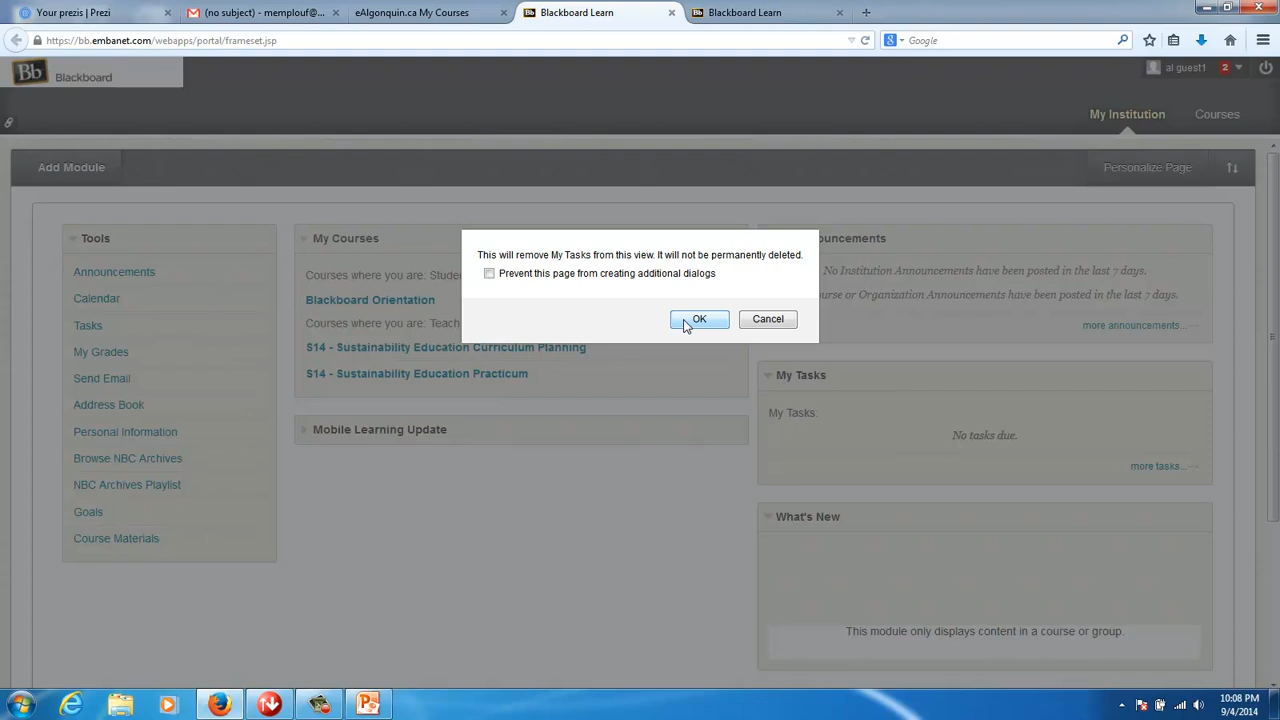 Your prezis | Prezi
(no subject) - memplouf@...
eAlgonquin.ca My Courses
Blackboard Learn
Blackboard Learn
https://bb.embanet.com/webapps/portal/frameset.jsp
Google
Bb Blackboard
al guest1 2
My Institution
Courses
Add Module
Personalize Page
Tools
Announcements
Calendar
Tasks
My Grades
Send Email
Address Book
Personal Information
Browse NBC Archives
NBC Archives Playlist
Goals
Course Materials
My Courses
Courses where you are: Stude
Blackboard Orientation
Courses where you are: Teach
S14 - Sustainability Education Curriculum Planning
S14 - Sustainability Education Practicum
Mobile Learning Update
This will remove My Tasks from this view. It will not be permanently deleted.
Prevent this page from creating additional dialogs
OK
Cancel
ouncements
No Institution Announcements have been posted in the last 7 days.
ourse or Organization Announcements have been posted in the last 7 days.
more announcements...
My Tasks
My Tasks:
No tasks due.
more tasks...
What's New
This module only displays content in a course or group.
10:08 PM
9/4/2014